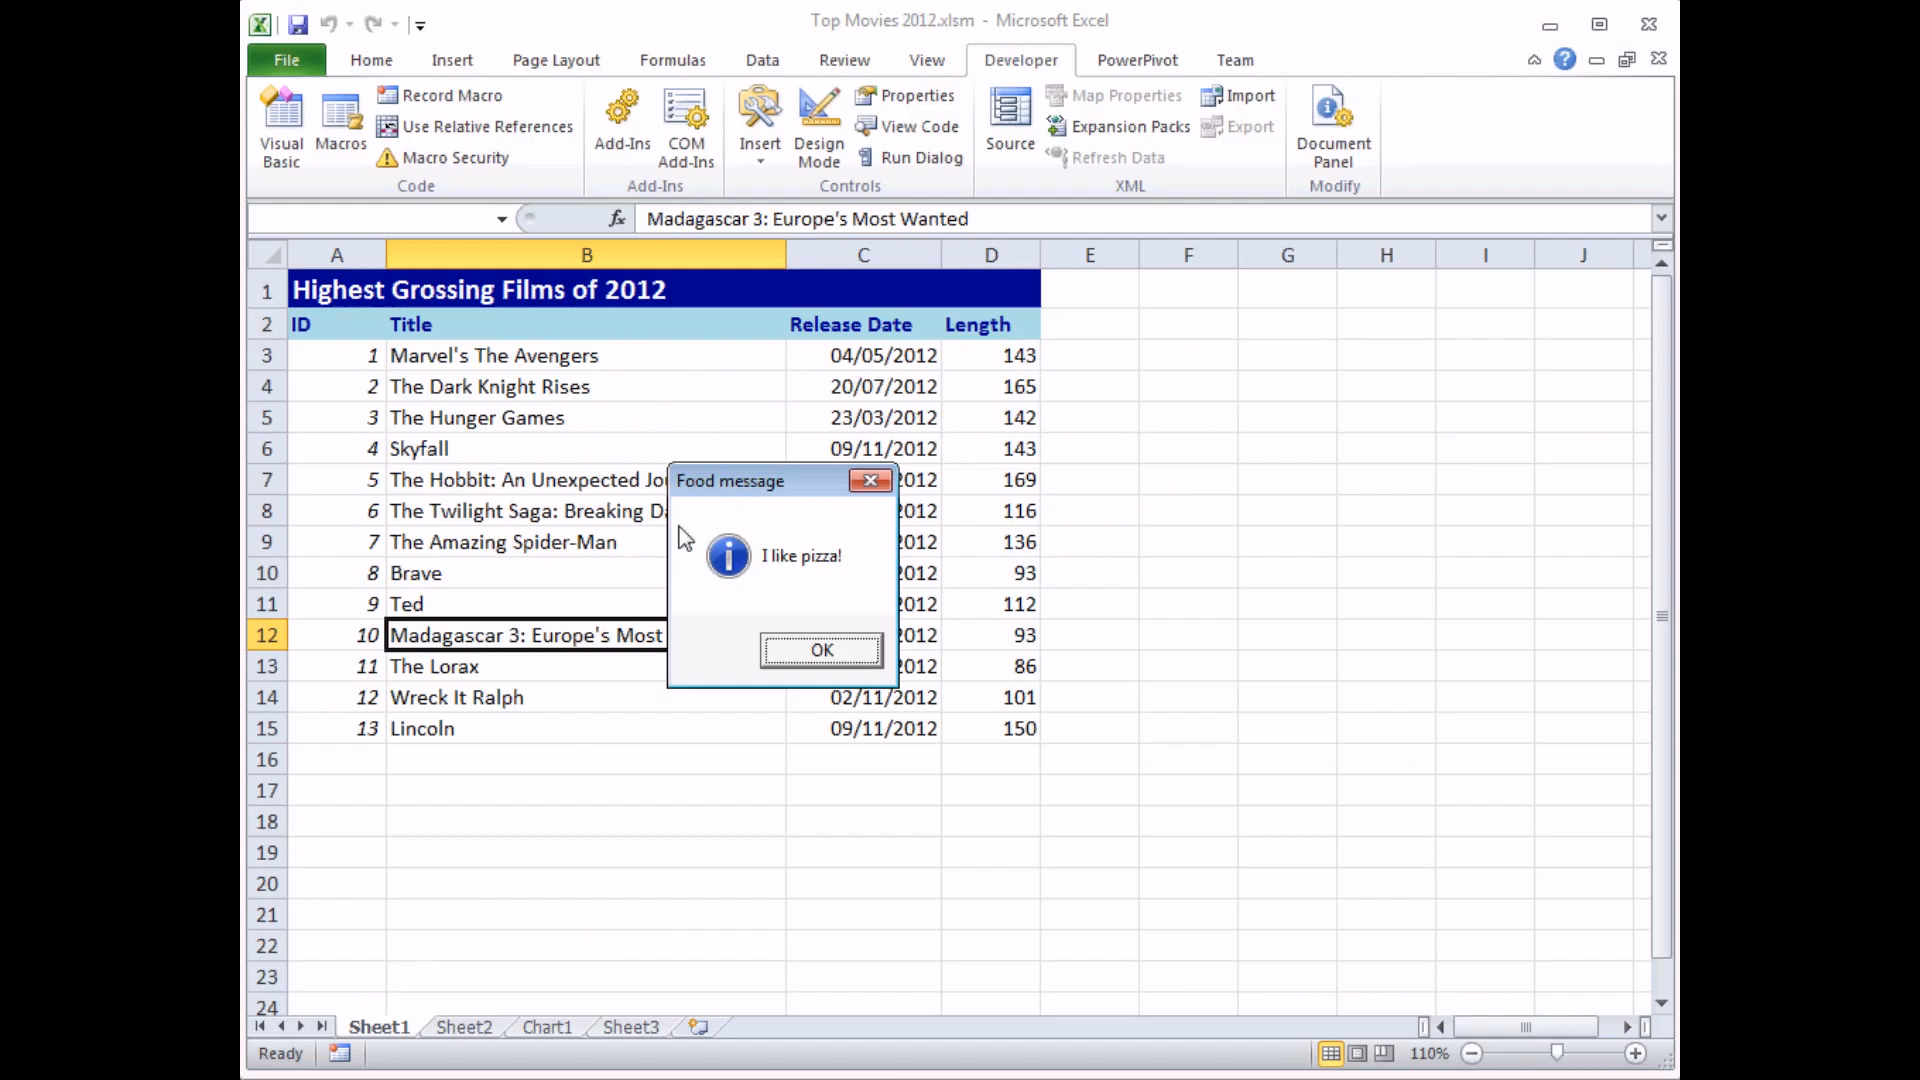 Top Movies 2012.xlsm - Microsoft Excel
File Home Insert Page Layout Formulas Data Review View Developer PowerPivot Team
Visual Basic
Macros
Record Macro
Use Relative References
Macro Security
Code
Add-Ins
COM Add-Ins
Add-Ins
Insert
Design Mode
Properties
View Code
Run Dialog
Controls
Source
Map Properties
Expansion Packs
Refresh Data
Import
Export
XML
Document Panel
Modify
fx Madagascar 3: Europe's Most Wanted
A B C D E F G H I J
1 Highest Grossing Films of 2012
2 ID Title Release Date Length
3 1 Marvel's The Avengers 04/05/2012 143
4 2 The Dark Knight Rises 20/07/2012 165
5 3 The Hunger Games 23/03/2012 142
6 4 Skyfall 09/11/2012 143
7 5 The Hobbit: An Unexpected 2012 169
8 6 The Twilight Saga: Breaking 2012 116
9 7 The Amazing Spider-Man 2012 136
10 8 Brave 2012 93
11 9 Ted 2012 112
12 10 Madagascar 3: Europe's Most 2012 93
13 11 The Lorax 2012 86
14 12 Wreck It Ralph 02/11/2012 101
15 13 Lincoln 09/11/2012 150
16
17
18
19
20
21
22
23
24
Food message
I like pizza!
OK
Sheet1 Sheet2 Chart1 Sheet3
Ready 110%